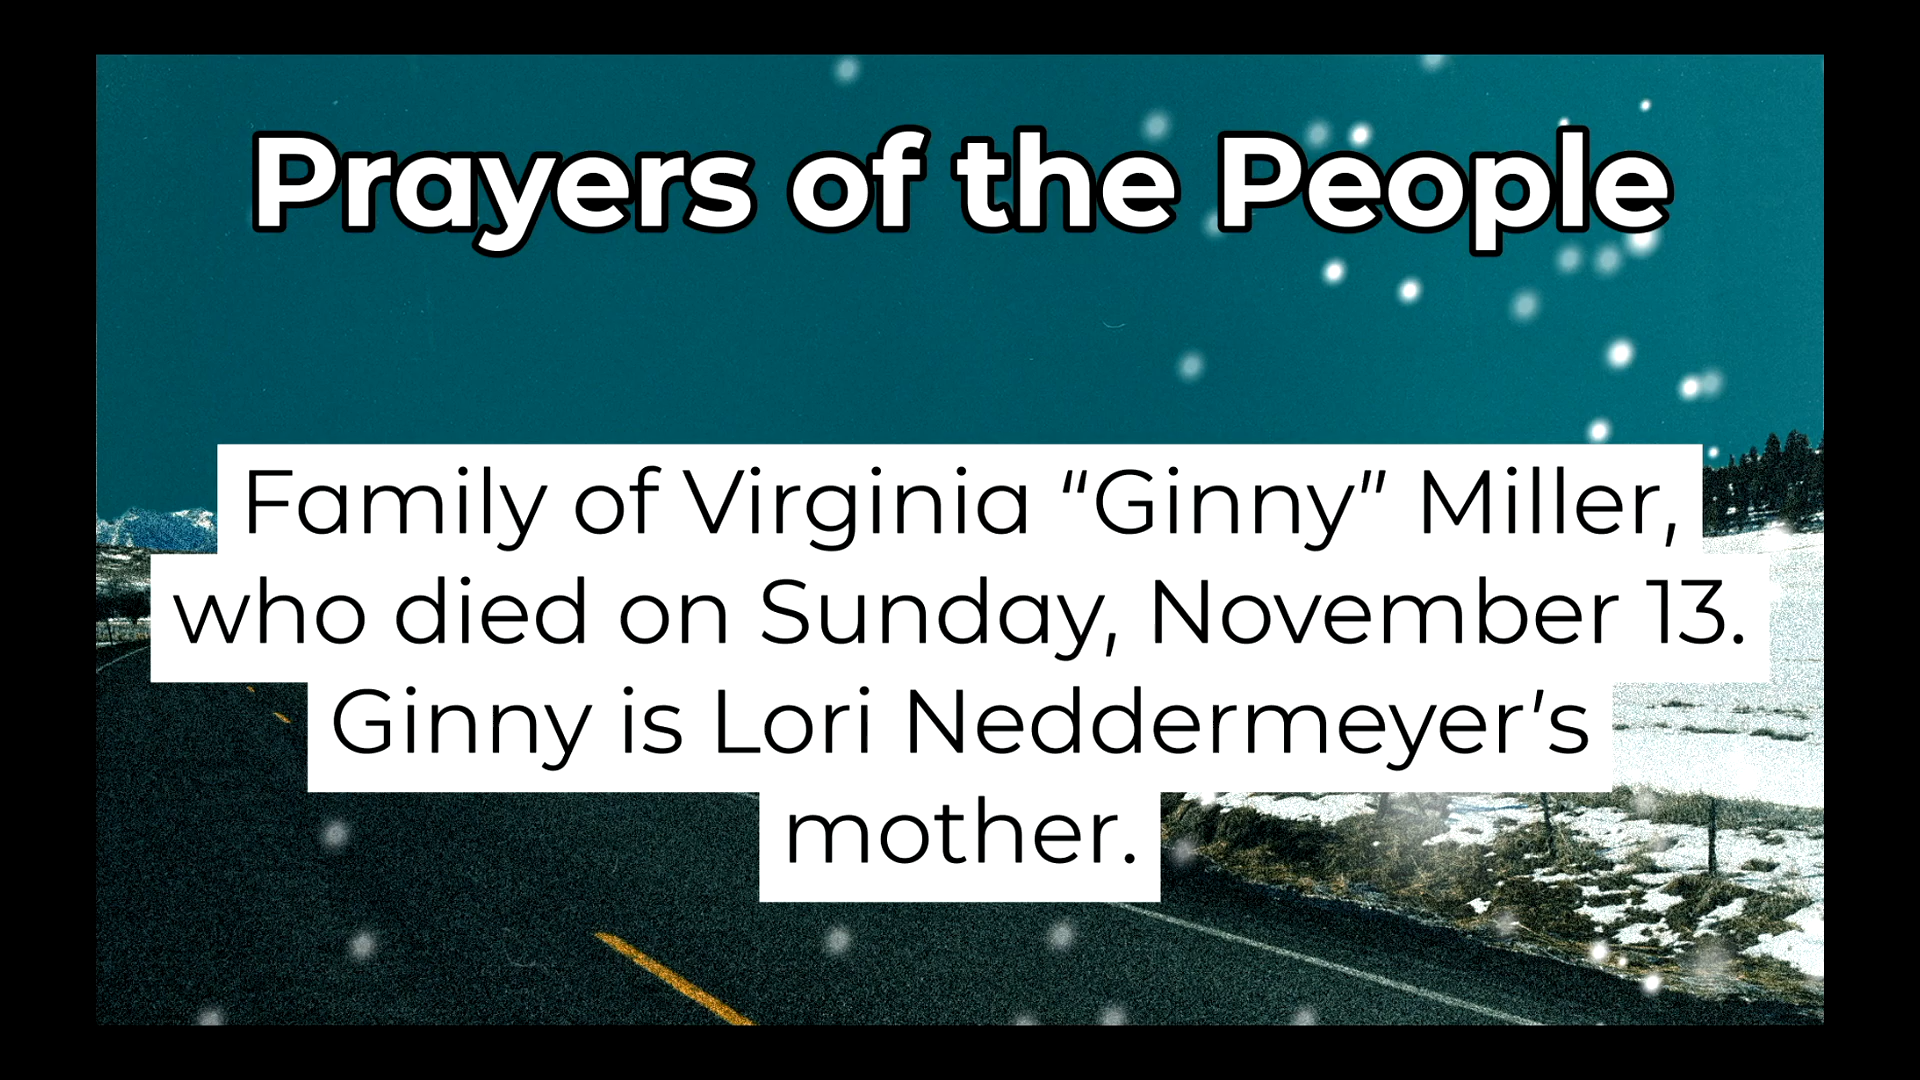 Prayers of the People
Family of Virginia “Ginny” Miller,
who died on Sunday, November 13.
Ginny is Lori Neddermeyer’s
mother.